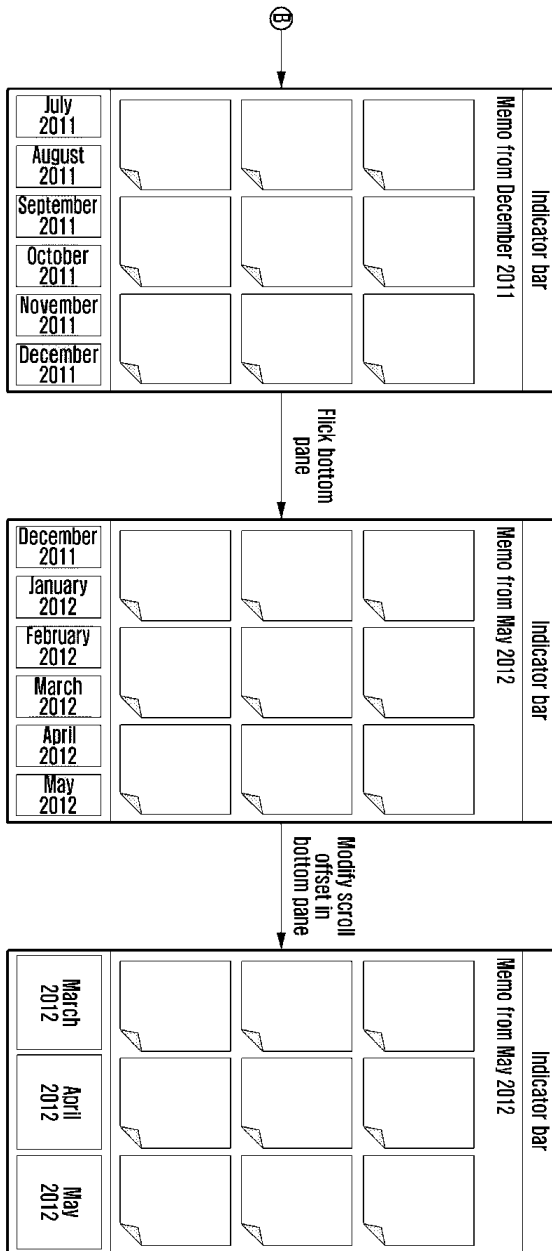 B
Indicator bar
Memo from December 2011
July
2011
August
2011
September
2011
October
2011
November
2011
December
2011
Flick bottom
pane
Indicator bar
Memo from May 2012
December
2011
January
2012
February
2012
March
2012
April
2012
May
2012
Modify scroll
offset in
bottom pane
Indicator bar
Memo from May 2012
March
2012
April
2012
May
2012